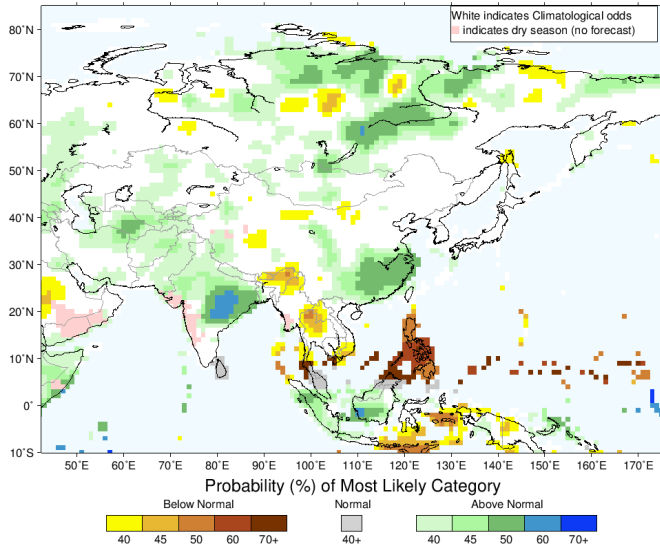 White indicates Climatological odds
indicates dry season (no forecast)
80°N
70°N
60°N
50°N
40°N
30°N
20°N
10°N
0°
10°S
50°E 60°E 70°E 80°E 90°E 100°E 110°E 120°E 130°E 140°E 150°E 160°E 170°E
Probability (%) of Most Likely Category
Below Normal Normal Above Normal
40 45 50 60 70+ 40+ 40 45 50 60 70+